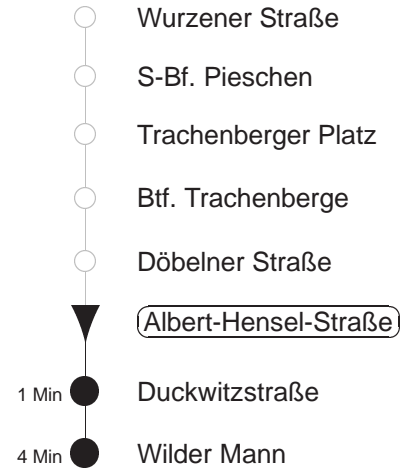 Wurzener Straße
S-Bf. Pieschen
Trachenberger Platz
Btf. Trachenberge
Döbelner Straße
Albert-Hensel-Straße
1 Min Duckwitzstraße
4 Min Wilder Mann